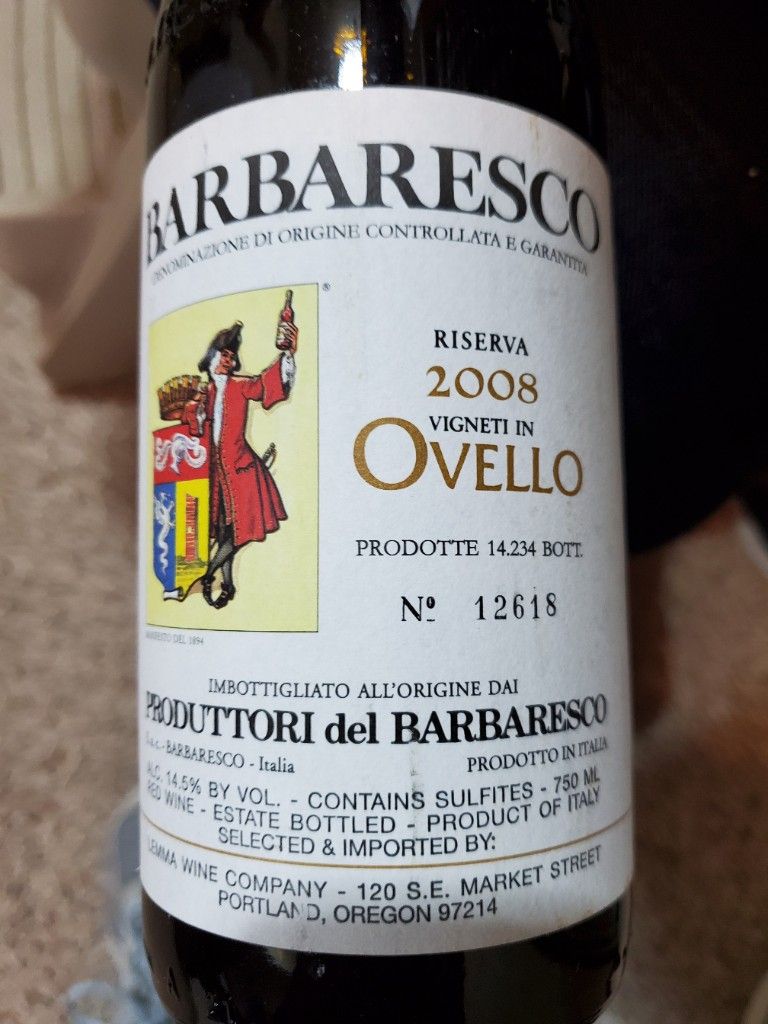 BARBARESCO
DENOMINAZIONE DI ORIGINE CONTROLLATA E GARANTITA
®
RISERVA
2008
VIGNETI IN
OVELLO
PRODOTTE 14.234 BOTT.
Nº 12618
MANIFESTO DEL 1894
IMBOTTIGLIATO ALL'ORIGINE DAI
PRODUTTORI del BARBARESCO
S.a.c. - BARBARESCO - Italia
PRODOTTO IN ITALIA
ALC. 14.5% BY VOL. - CONTAINS SULFITES - 750 ML
RED WINE - ESTATE BOTTLED - PRODUCT OF ITALY
SELECTED & IMPORTED BY:
LEMMA WINE COMPANY - 120 S.E. MARKET STREET
PORTLAND, OREGON 97214